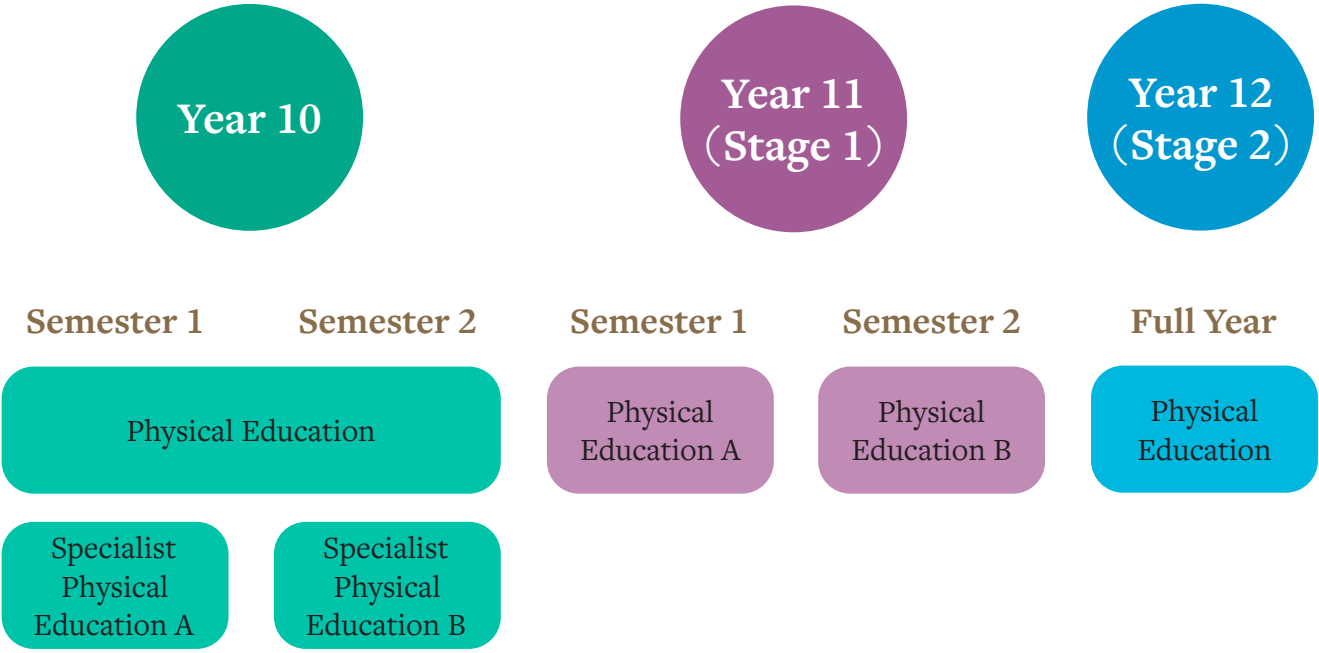 Year 10
Year 11
(Stage 1)
Year 12
(Stage 2)
Semester 1
Semester 2
Semester 1
Semester 2
Full Year
Physical Education
Physical
Education A
Physical
Education B
Physical
Education
Specialist
Physical
Education A
Specialist
Physical
Education B